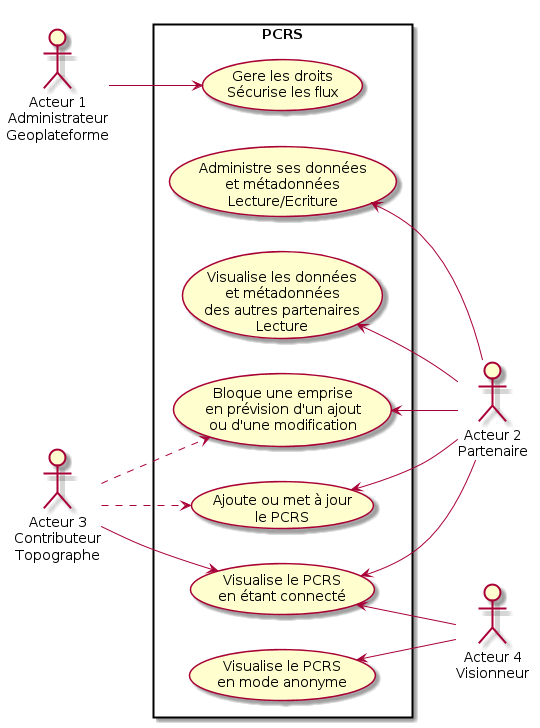 PCRS
Acteur 1
Administrateur
Geoplateforme
Gere les droits
Sécurise les flux
Administre ses données
et métadonnées
Lecture/Ecriture
Visualise les données
et métadonnées
des autres partenaires
Lecture
Bloque une emprise
en prévision d'un ajout
ou d'une modification
Acteur 2
Partenaire
Acteur 3
Contributeur
Topographe
Ajoute ou met à jour
le PCRS
Visualise le PCRS
en étant connecté
Acteur 4
Visionneur
Visualise le PCRS
en mode anonyme